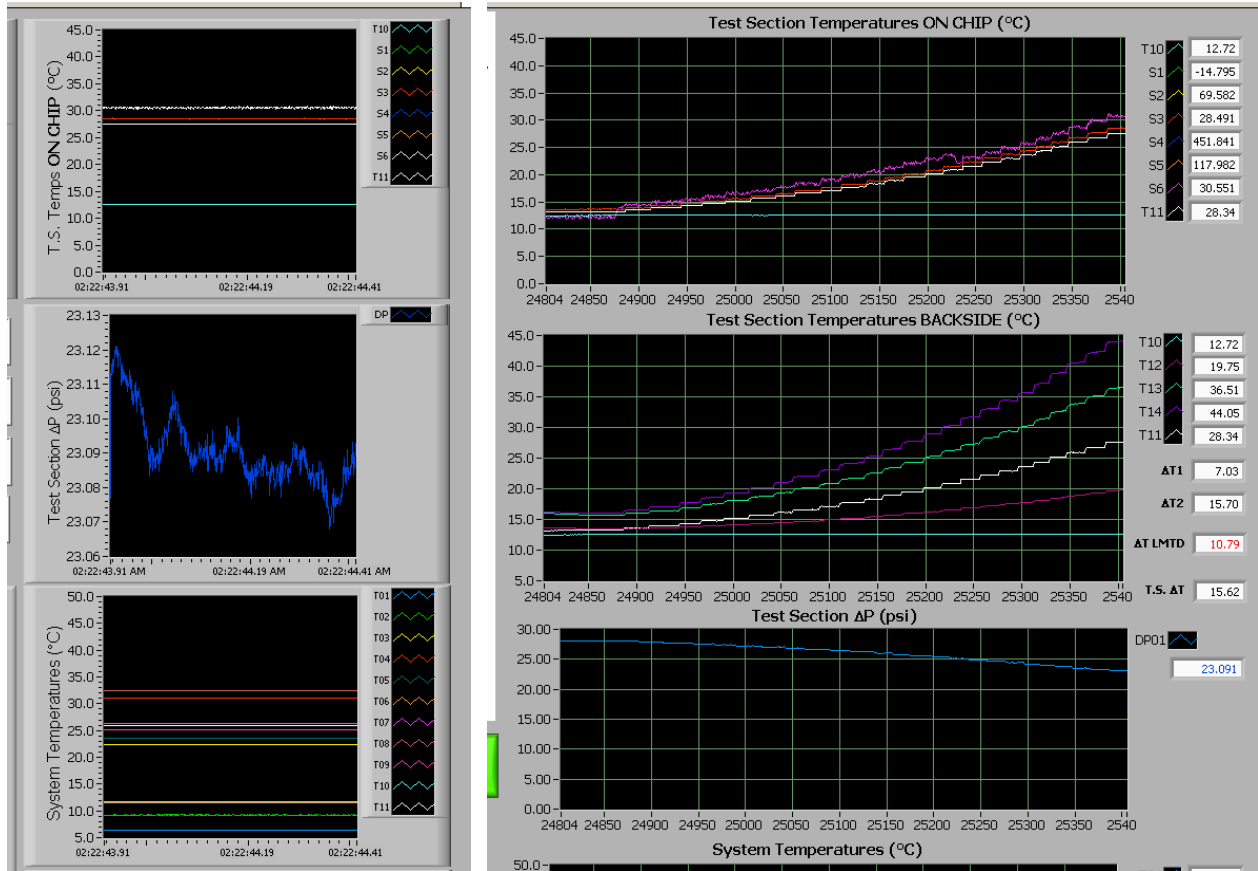 T.S. Temps ON CHIP (°C)
45.0
40.0
35.0
30.0
25.0
20.0
15.0
10.0
5.0
0.0
02:22:43.91 02:22:44.19 02:22:44.41
T10
S1
S2
S3
S4
S5
S6
T11
Test Section ΔP (psi)
23.13
23.12
23.11
23.10
23.09
23.08
23.07
23.06
02:22:43.91 AM 02:22:44.19 AM 02:22:44.41 AM
DP
System Temperatures (°C)
50.0
45.0
40.0
35.0
30.0
25.0
20.0
15.0
10.0
5.0
02:22:43.91 02:22:44.19 02:22:44.41
T01
T02
T03
T04
T05
T06
T07
T08
T09
T10
T11
Test Section Temperatures ON CHIP (°C)
45.0
40.0
35.0
30.0
25.0
20.0
15.0
10.0
5.0
0.0
24804 24850 24900 24950 25000 25050 25100 25150 25200 25250 25300 25350 2540
T10 12.72
S1 -14.795
S2 69.582
S3 28.491
S4 451.841
S5 117.982
S6 30.551
T11 28.34
Test Section Temperatures BACKSIDE (°C)
45.0
40.0
35.0
30.0
25.0
20.0
15.0
10.0
5.0
24804 24850 24900 24950 25000 25050 25100 25150 25200 25250 25300 25350 2540
T10 12.72
T12 19.75
T13 36.51
T14 44.05
T11 28.34
ΔT1 7.03
ΔT2 15.70
ΔT LMTD 10.79
T.S. ΔT 15.62
Test Section ΔP (psi)
30.00
25.00
20.00
15.00
10.00
5.00
0.00
24804 24850 24900 24950 25000 25050 25100 25150 25200 25250 25300 25350 2540
DP01
23.091
System Temperatures (°C)
50.0